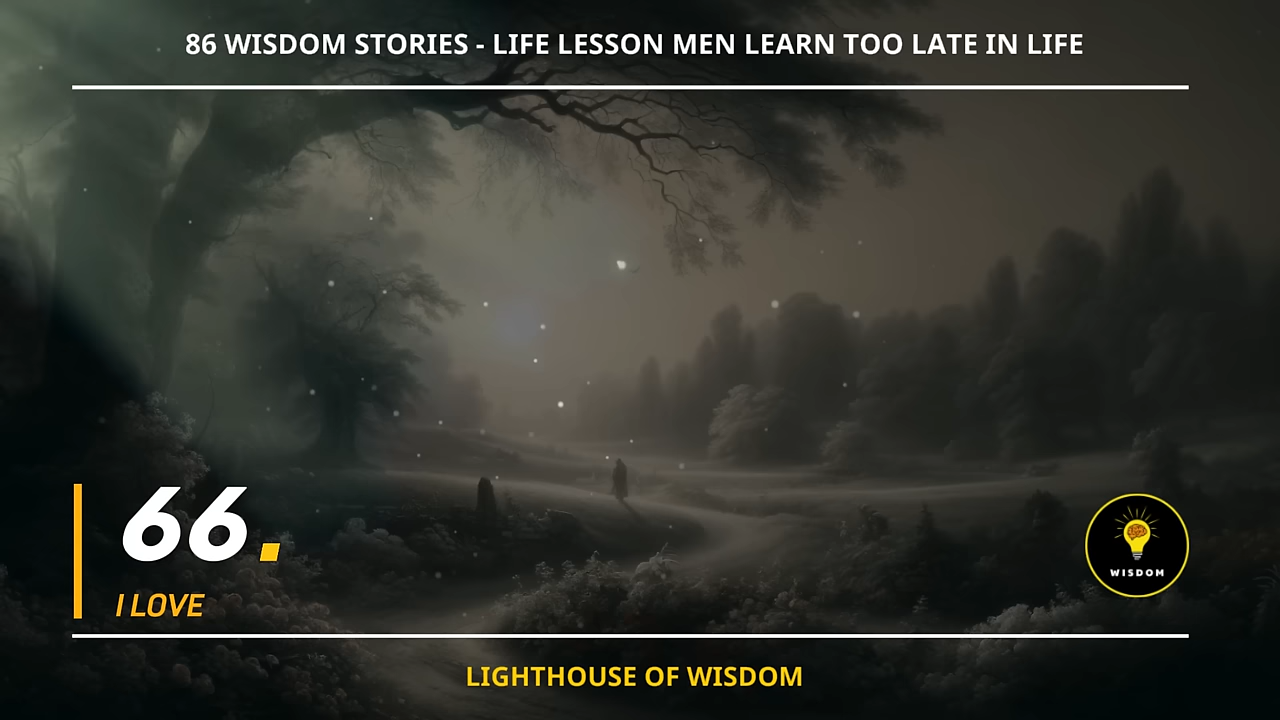 86 WISDOM STORIES - LIFE LESSON MEN LEARN TOO LATE IN LIFE
66.
I LOVE
WISDOM
LIGHTHOUSE OF WISDOM